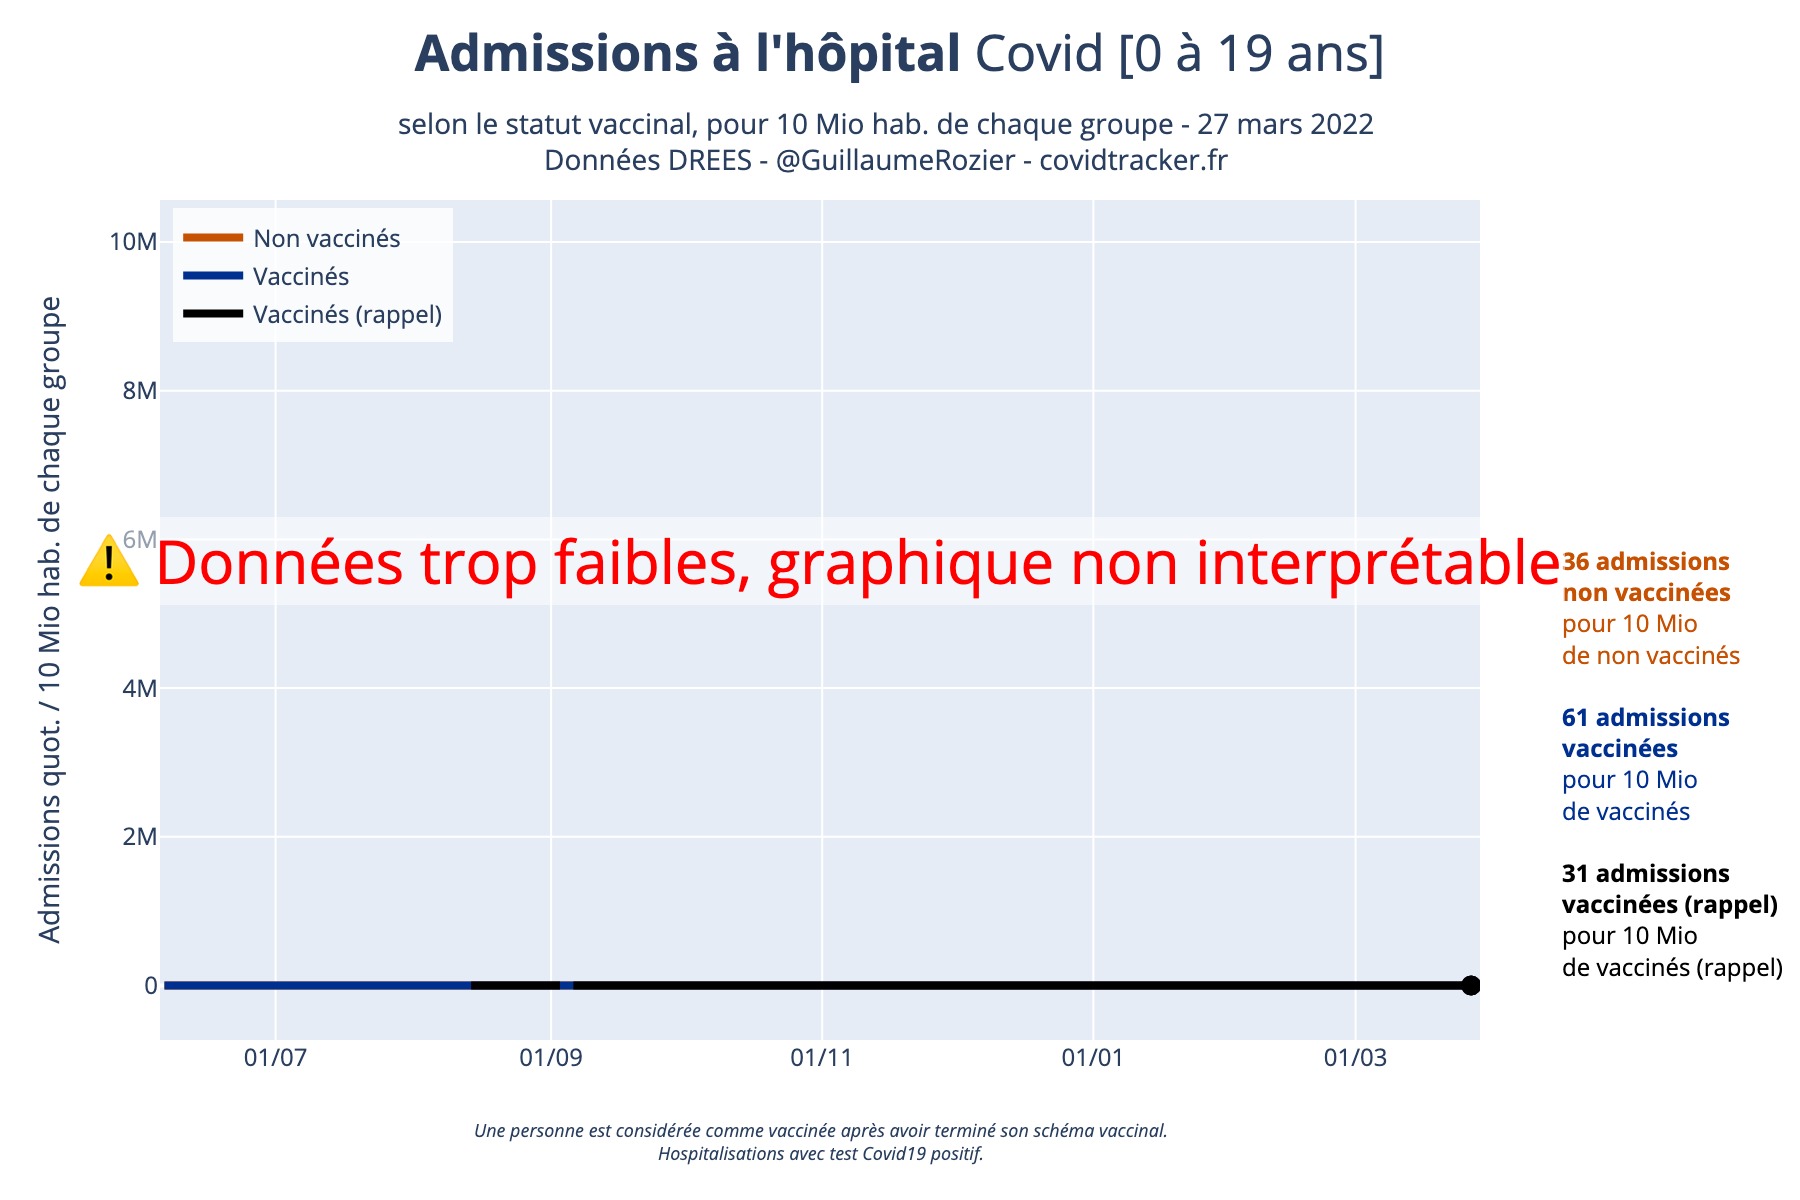 Admissions à l'hôpital Covid [0 à 19 ans]
selon le statut vaccinal, pour 10 Mio hab. de chaque groupe - 27 mars 2022
Données DREES - @GuillaumeRozier - covidtracker.fr
Non vaccinés
Vaccinés
Vaccinés (rappel)
Admissions quot. / 10 Mio hab. de chaque groupe
10M
8M
6M
4M
2M
0
Données trop faibles, graphique non interprétable
36 admissions
non vaccinées
pour 10 Mio
de non vaccinés
61 admissions
vaccinées
pour 10 Mio
de vaccinés
31 admissions
vaccinées (rappel)
pour 10 Mio
de vaccinés (rappel)
01/07
01/09
01/11
01/01
01/03
Une personne est considérée comme vaccinée après avoir terminé son schéma vaccinal.
Hospitalisations avec test Covid19 positif.